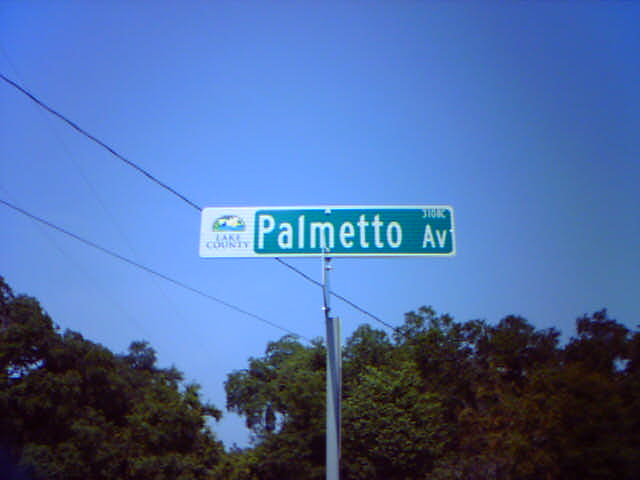 LAKE
COUNTY
Palmetto Av
3108C